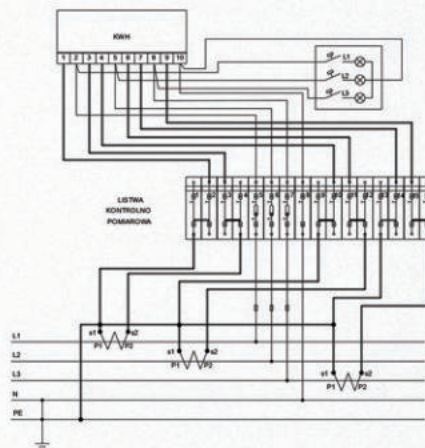 KWH
1 2 3 4 5 6 7 8 9 10
L1
L2
L3
LISTWA
KONTROLNO
POMIAROWA
s1 s2
P1 P2
s1 s2
P1 P2
s1 s2
P1 P2
L1
L2
L3
N
PE